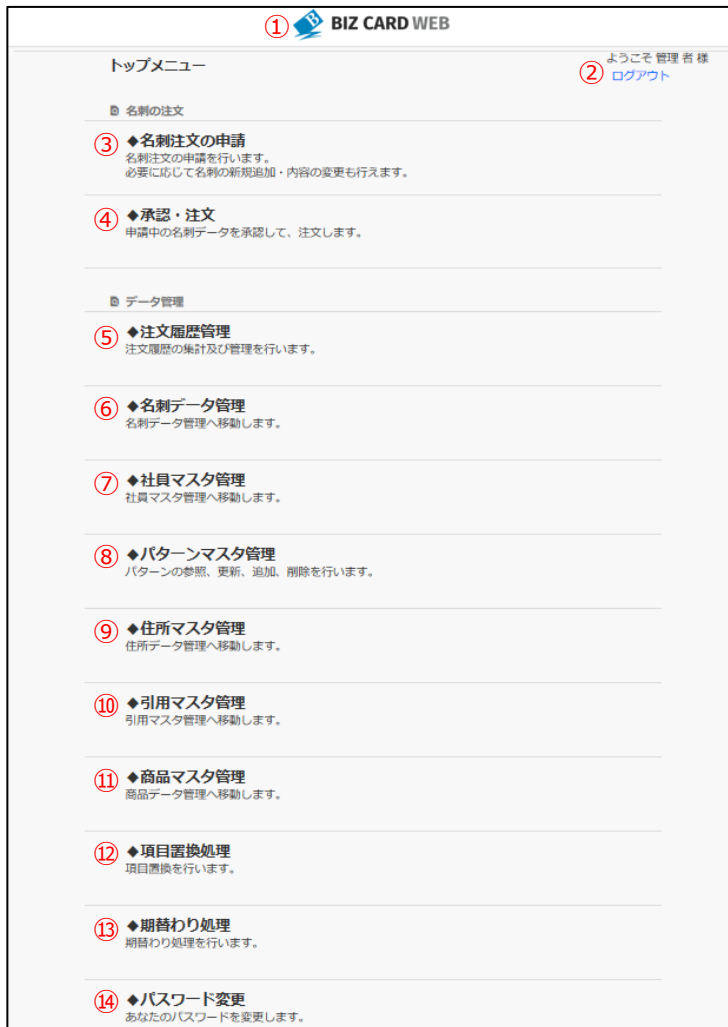 ① BIZ CARD WEB
トップメニュー
ようこそ 管理 者 様
② ログアウト
名刺の注文
③ ◆名刺注文の申請
名刺注文の申請を行います。
必要に応じて名刺の新規追加・内容の変更も行えます。
④ ◆承認・注文
申請中の名刺データを承認して、注文します。
データ管理
⑤ ◆注文履歴管理
注文履歴の集計及び管理を行います。
⑥ ◆名刺データ管理
名刺データ管理へ移動します。
⑦ ◆社員マスタ管理
社員マスタ管理へ移動します。
⑧ ◆パターンマスタ管理
パターンの参照、更新、追加、削除を行います。
⑨ ◆住所マスタ管理
住所データ管理へ移動します。
⑩ ◆引用マスタ管理
引用マスタ管理へ移動します。
⑪ ◆商品マスタ管理
商品データ管理へ移動します。
⑫ ◆項目置換処理
項目置換を行います。
⑬ ◆期替わり処理
期替わり処理を行います。
⑭ ◆パスワード変更
あなたのパスワードを変更します。